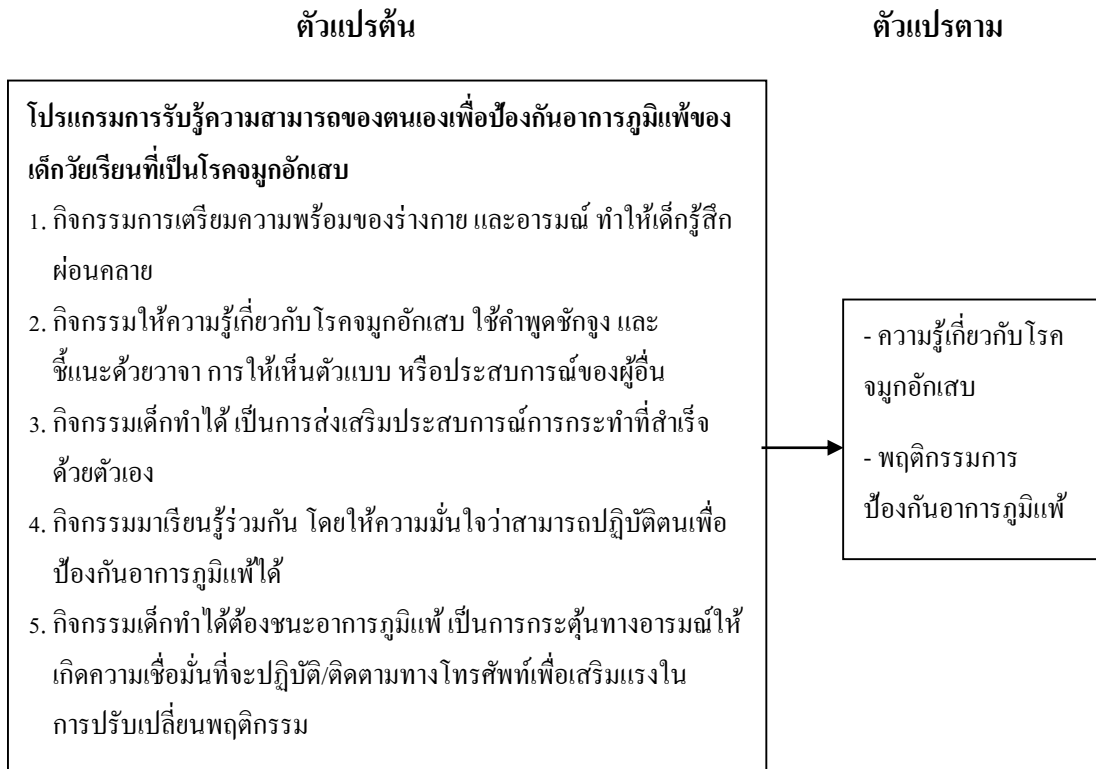 ตัวแปรต้น
ตัวแปรตาม
โปรแกรมการรับรู้ความสามารถของตนเองเพื่อป้องกันอาการภูมิแพ้ของ
เด็กวัยเรียนที่เป็นโรคจมูกอักเสบ
1. กิจกรรมการเตรียมความพร้อมของร่างกาย และอารมณ์ ทำให้เด็กรู้สึก
ผ่อนคลาย
2. กิจกรรมให้ความรู้เกี่ยวกับโรคจมูกอักเสบ ใช้คำพูดชักจูง และ
ชี้แนะด้วยวาจา การให้เห็นตัวแบบ หรือประสบการณ์ของผู้อื่น
3. กิจกรรมเด็กทำได้ เป็นการส่งเสริมประสบการณ์การกระทำที่สำเร็จ
ด้วยตัวเอง
4. กิจกรรมมาเรียนรู้ร่วมกัน โดยให้ความมั่นใจว่าสามารถปฏิบัติตนเพื่อ
ป้องกันอาการภูมิแพ้ได้
5. กิจกรรมเด็กทำได้ต้องชนะอาการภูมิแพ้ เป็นการกระตุ้นทางอารมณ์ให้
เกิดความเชื่อมั่นที่จะปฏิบัติ/ติดตามทางโทรศัพท์เพื่อเสริมแรงใน
การปรับเปลี่ยนพฤติกรรม
- ความรู้เกี่ยวกับโรค
จมูกอักเสบ
- พฤติกรรมการ
ป้องกันอาการภูมิแพ้